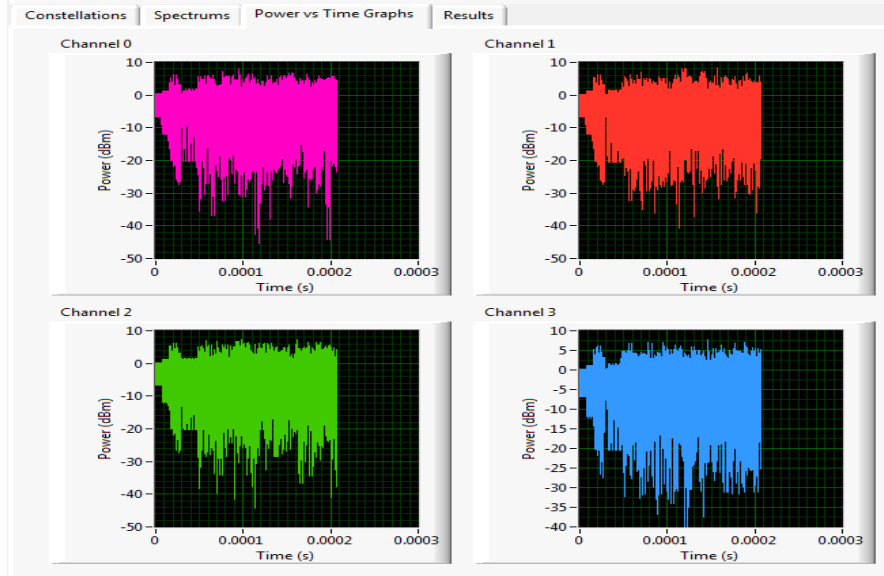 Constellations Spectrums Power vs Time Graphs Results
Channel 0
10
0
-10
-20
-30
-40
-50
Power (dBm)
0 0.0001 0.0002 0.0003
Time (s)
Channel 1
10
0
-10
-20
-30
-40
-50
Power (dBm)
0 0.0001 0.0002 0.0003
Time (s)
Channel 2
10
0
-10
-20
-30
-40
-50
Power (dBm)
0 0.0001 0.0002 0.0003
Time (s)
Channel 3
10
5
0
-5
-10
-15
-20
-25
-30
-35
-40
Power (dBm)
0 0.0001 0.0002 0.0003
Time (s)